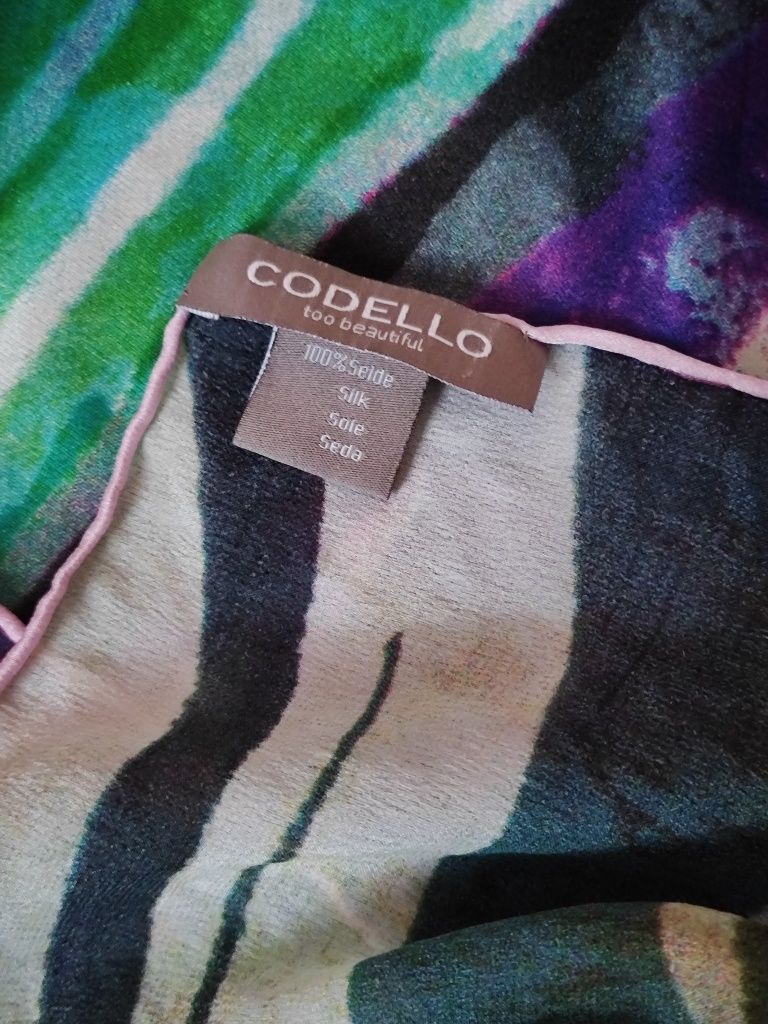 CODELLO
too beautiful
100% Seide
Silk
Soie
Seda